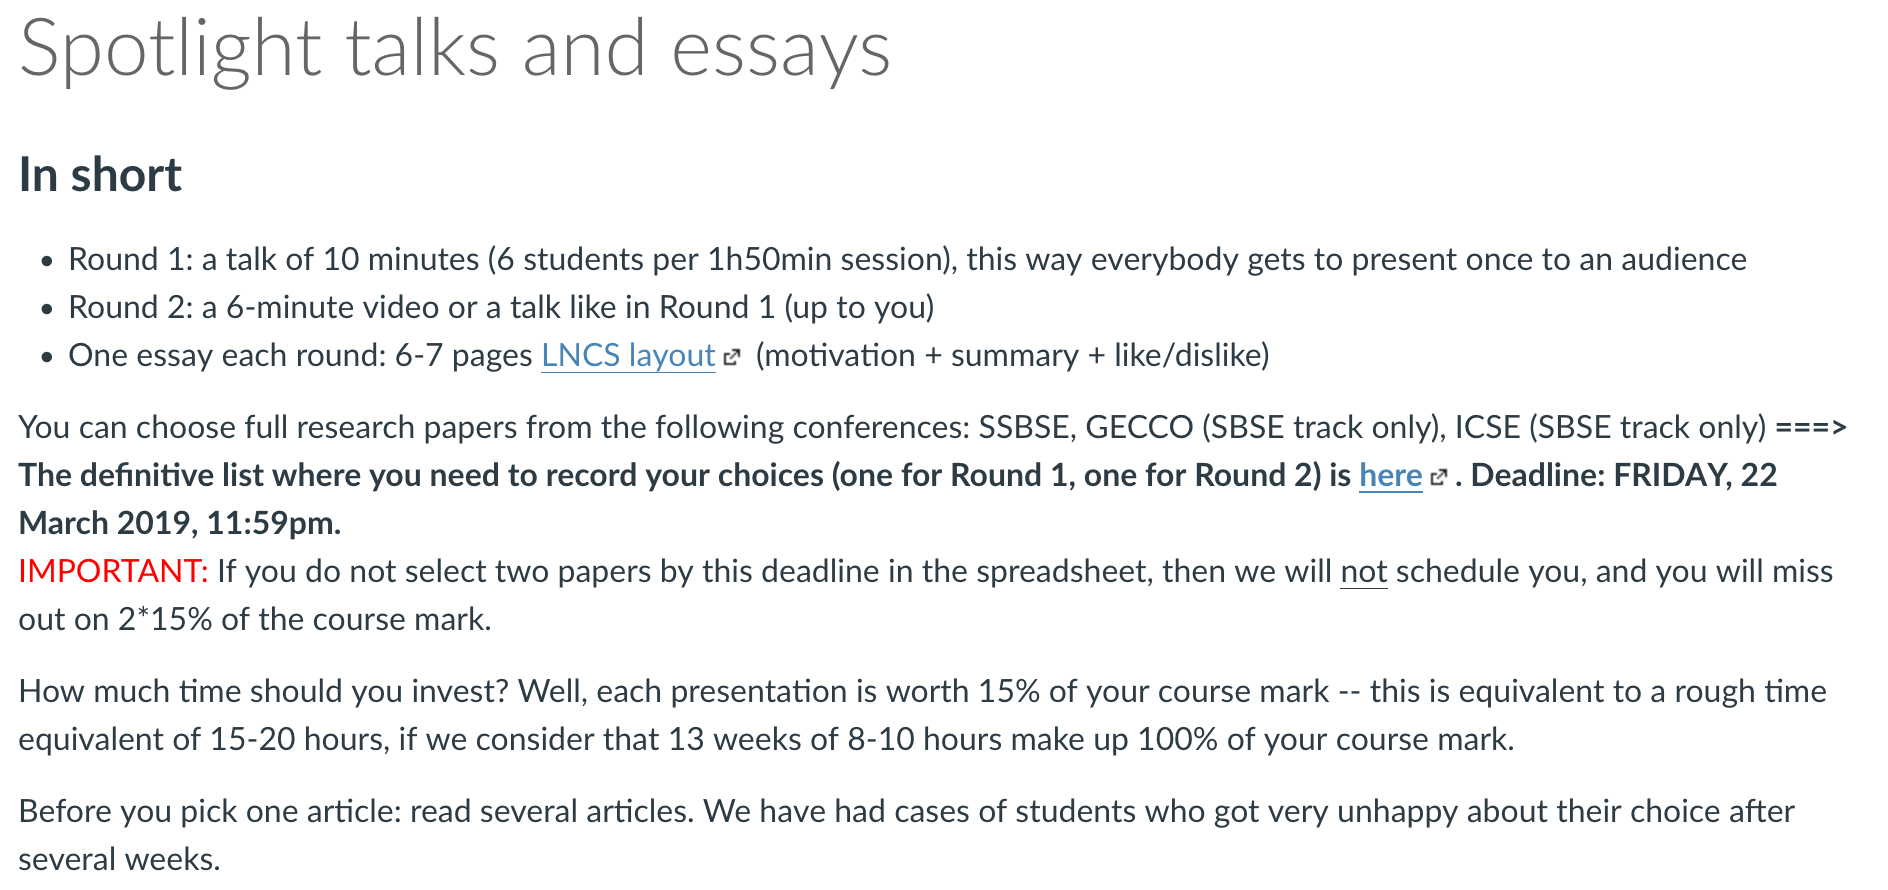 Spotlight talks and essays
In short
• Round 1: a talk of 10 minutes (6 students per 1h50min session), this way everybody gets to present once to an audience
• Round 2: a 6-minute video or a talk like in Round 1 (up to you)
• One essay each round: 6-7 pages LNCS layout (motivation + summary + like/dislike)
You can choose full research papers from the following conferences: SSBSE, GECCO (SBSE track only), ICSE (SBSE track only) ===>
The definitive list where you need to record your choices (one for Round 1, one for Round 2) is here . Deadline: FRIDAY, 22
March 2019, 11:59pm.
IMPORTANT: If you do not select two papers by this deadline in the spreadsheet, then we will not schedule you, and you will miss
out on 2*15% of the course mark.
How much time should you invest? Well, each presentation is worth 15% of your course mark -- this is equivalent to a rough time
equivalent of 15-20 hours, if we consider that 13 weeks of 8-10 hours make up 100% of your course mark.
Before you pick one article: read several articles. We have had cases of students who got very unhappy about their choice after
several weeks.